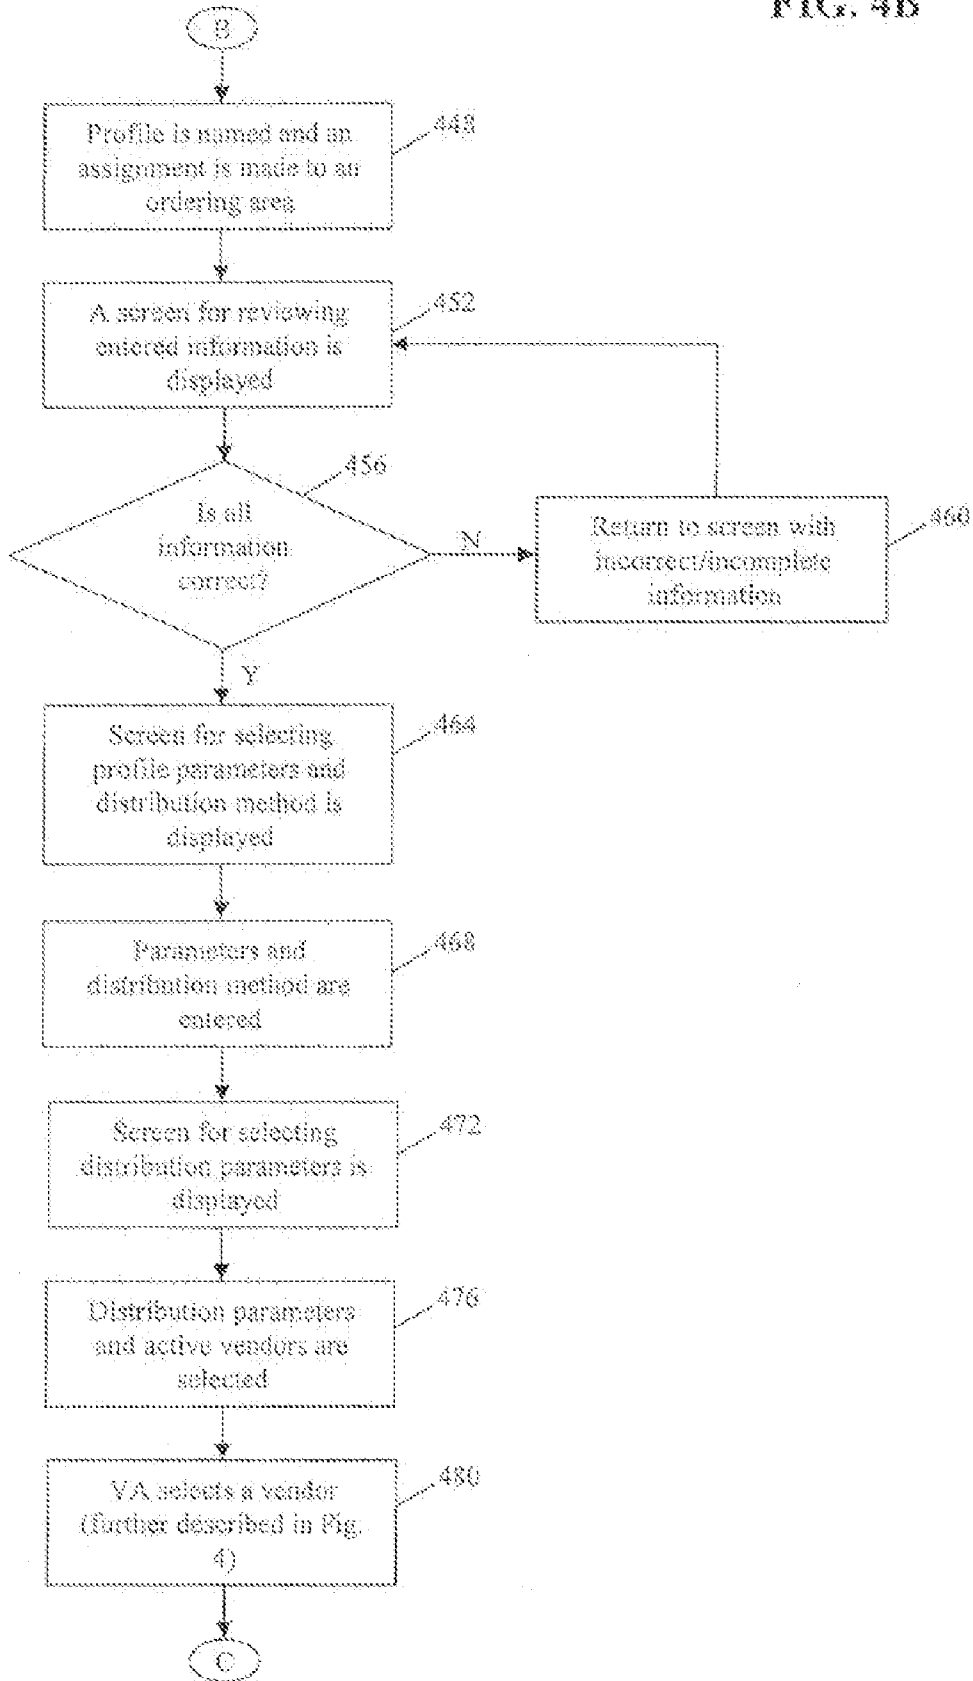 FIG. 4B
B
Profile is named and an
assignment is made to an
ordering area
448
A screen for reviewing
entered information is
displayed
452
Is all
information
correct?
456
N
Return to screen with
incorrect/incomplete
information
460
Y
Screen for selecting
profile parameters and
distribution method is
displayed
464
Parameters and
distribution method are
entered
468
Screen for selecting
distribution parameters is
displayed
472
Distribution parameters
and active vendors are
selected
476
VA selects a vendor
(further described in Fig.
4)
480
C